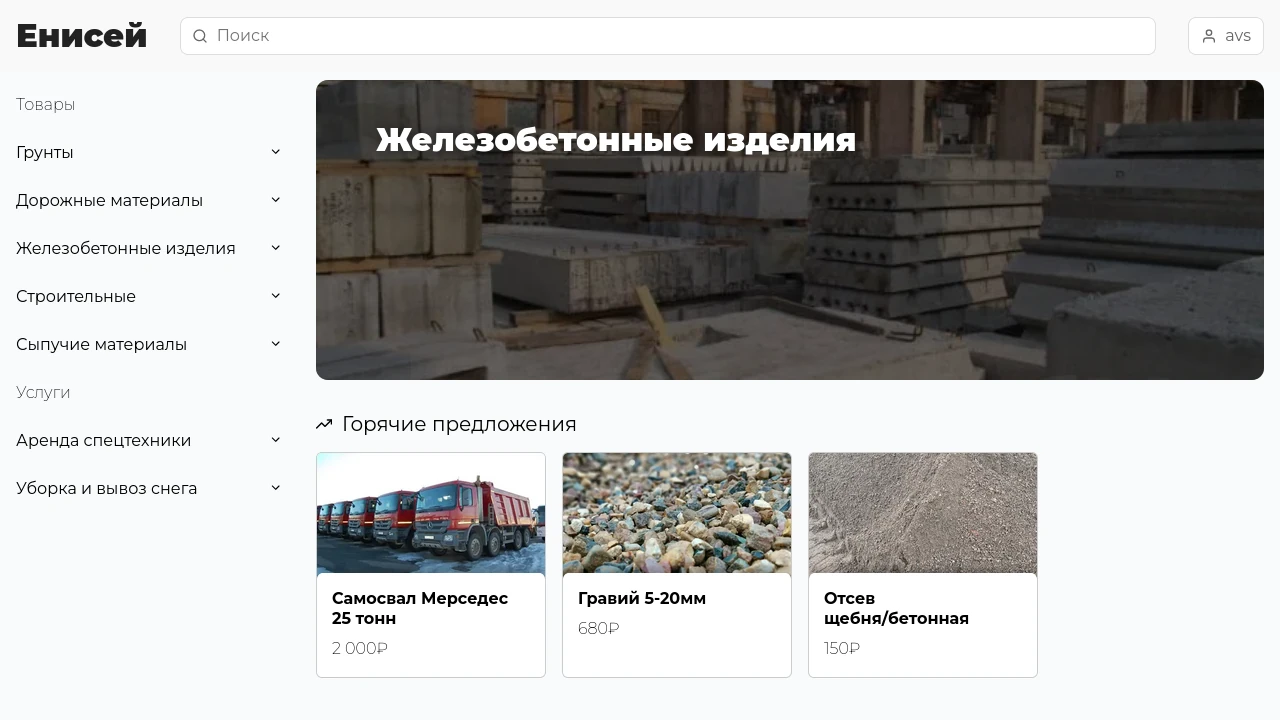 Енисей
Поиск
avs
Товары
Грунты
Дорожные материалы
Железобетонные изделия
Строительные
Сыпучие материалы
Услуги
Аренда спецтехники
Уборка и вывоз снега
Железобетонные изделия
Горячие предложения
Самосвал Мерседес
25 тонн
2 000₽
Гравий 5-20мм
680₽
Отсев
щебня/бетонная
150₽